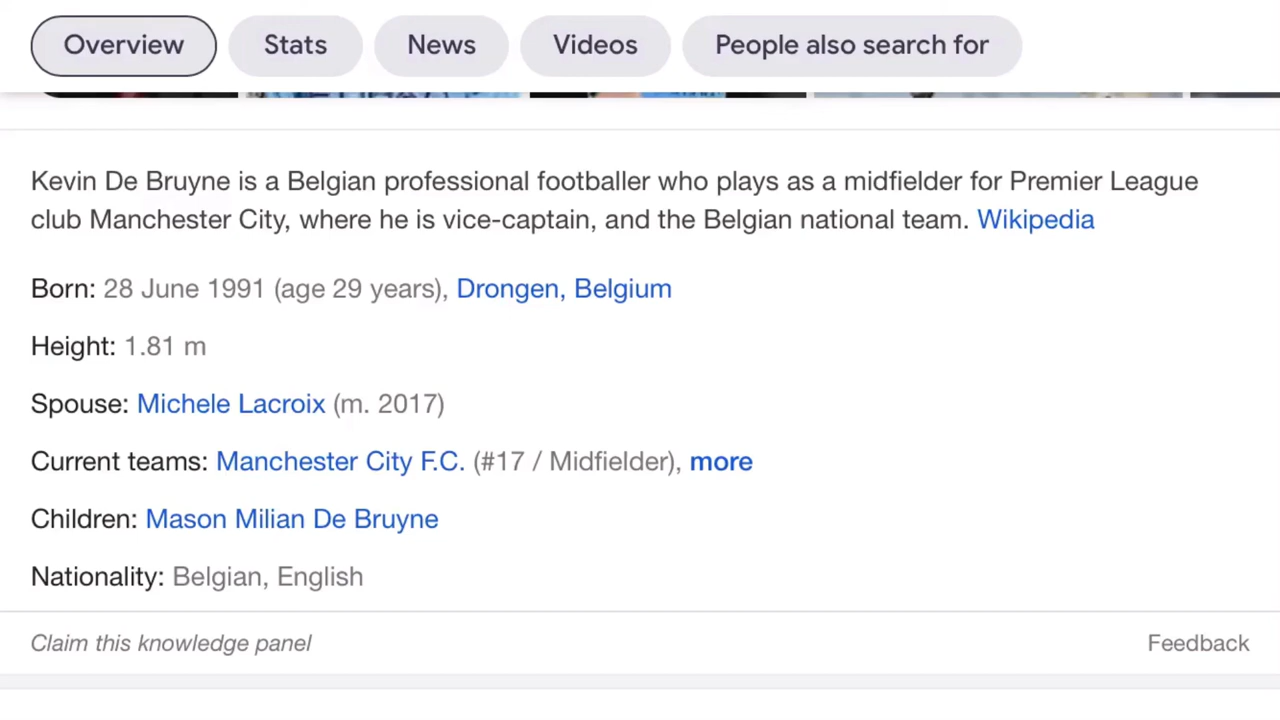 Overview Stats News Videos People also search for
Kevin De Bruyne is a Belgian professional footballer who plays as a midfielder for Premier League
club Manchester City, where he is vice-captain, and the Belgian national team. Wikipedia
Born: 28 June 1991 (age 29 years), Drongen, Belgium
Height: 1.81 m
Spouse: Michele Lacroix (m. 2017)
Current teams: Manchester City F.C. (#17 / Midfielder), more
Children: Mason Milian De Bruyne
Nationality: Belgian, English
Claim this knowledge panel Feedback